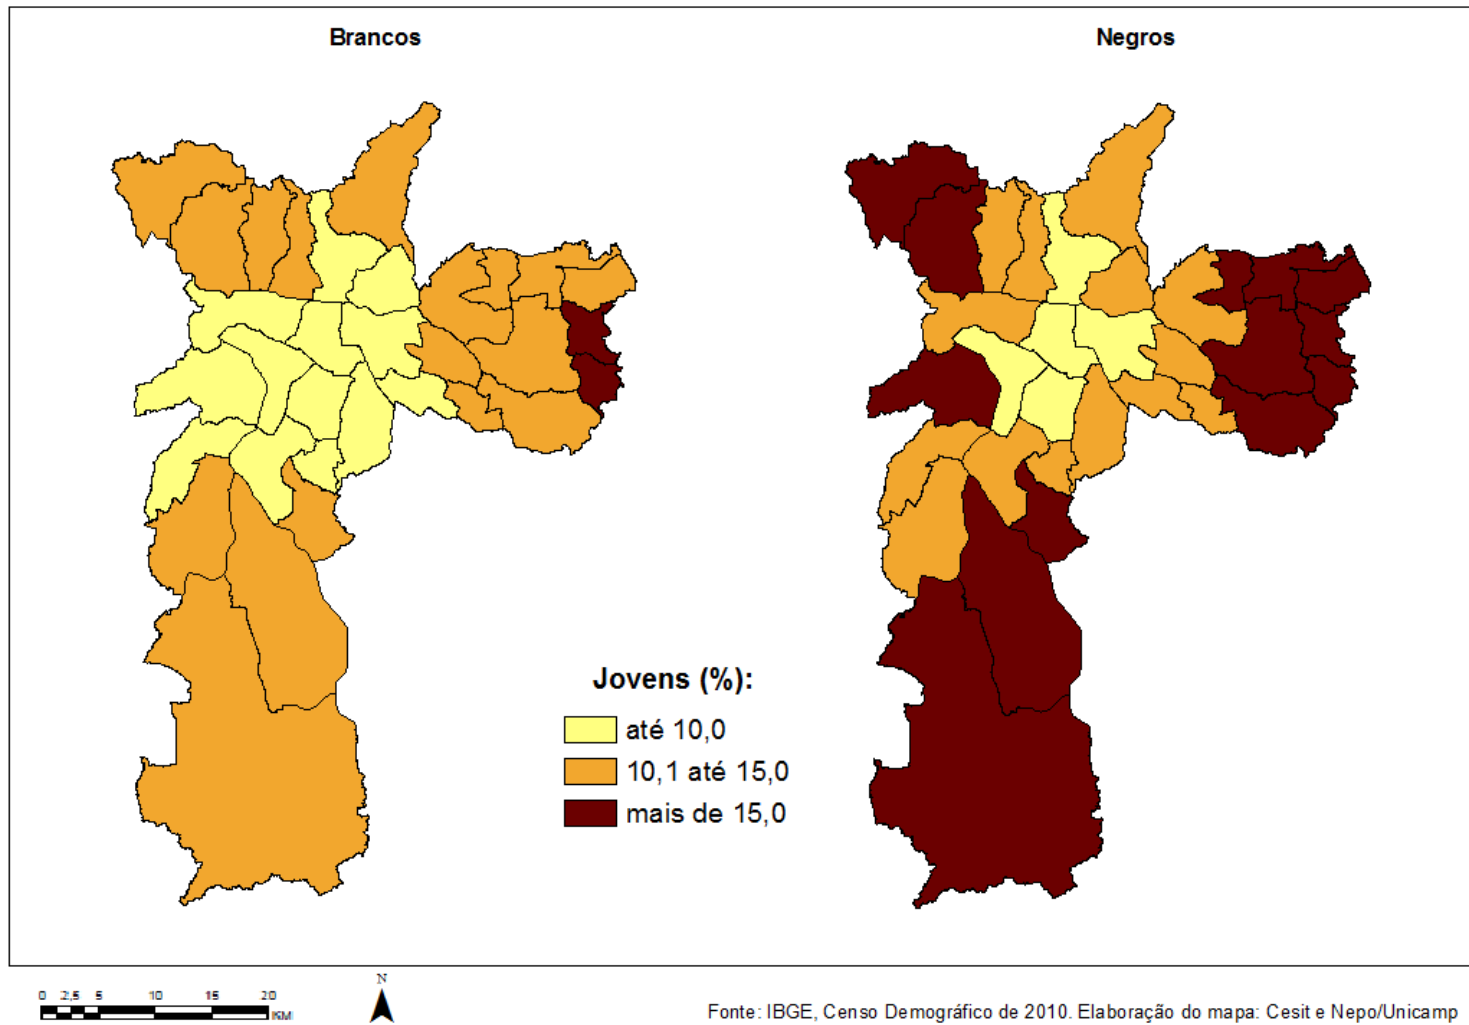 Brancos
Negros
Jovens (%):
até 10,0
10,1 até 15,0
mais de 15,0
0 2,5 5 10 15 20
KM
N
Fonte: IBGE, Censo Demográfico de 2010. Elaboração do mapa: Cesit e Nepo/Unicamp